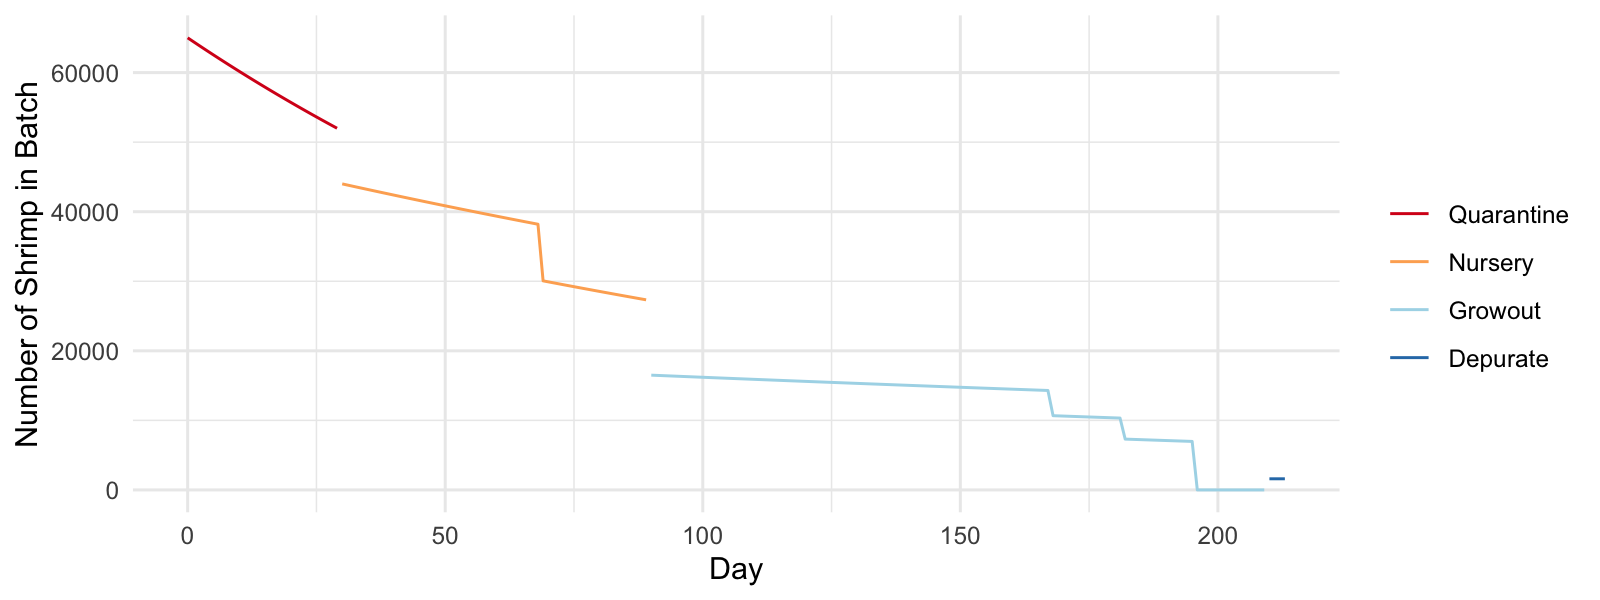 Number of Shrimp in Batch
60000
40000
20000
0
0 50 100 150 200
Day
Quarantine
Nursery
Growout
Depurate